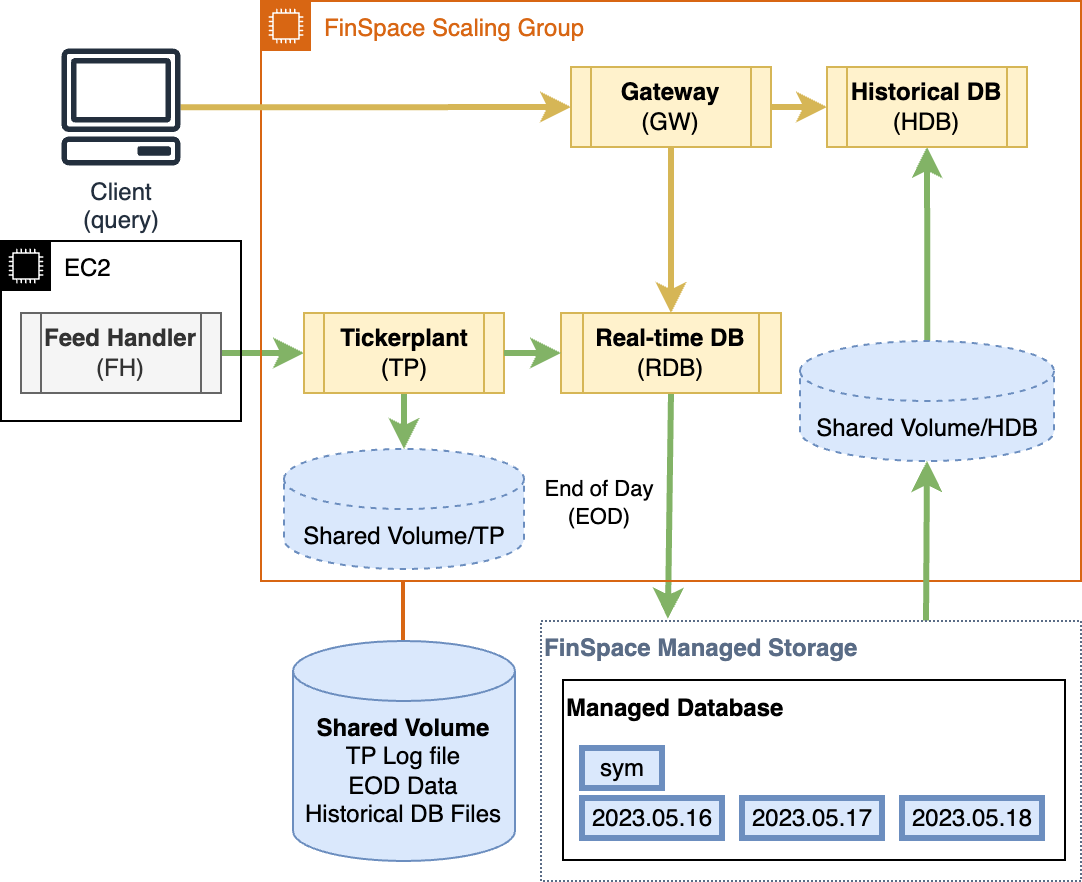 FinSpace Scaling Group
Client
(query)
Gateway
(GW)
Historical DB
(HDB)
EC2
Feed Handler
(FH)
Tickerplant
(TP)
Real-time DB
(RDB)
Shared Volume/HDB
Shared Volume/TP
End of Day
(EOD)
Shared Volume
TP Log file
EOD Data
Historical DB Files
FinSpace Managed Storage
Managed Database
sym
2023.05.16
2023.05.17
2023.05.18